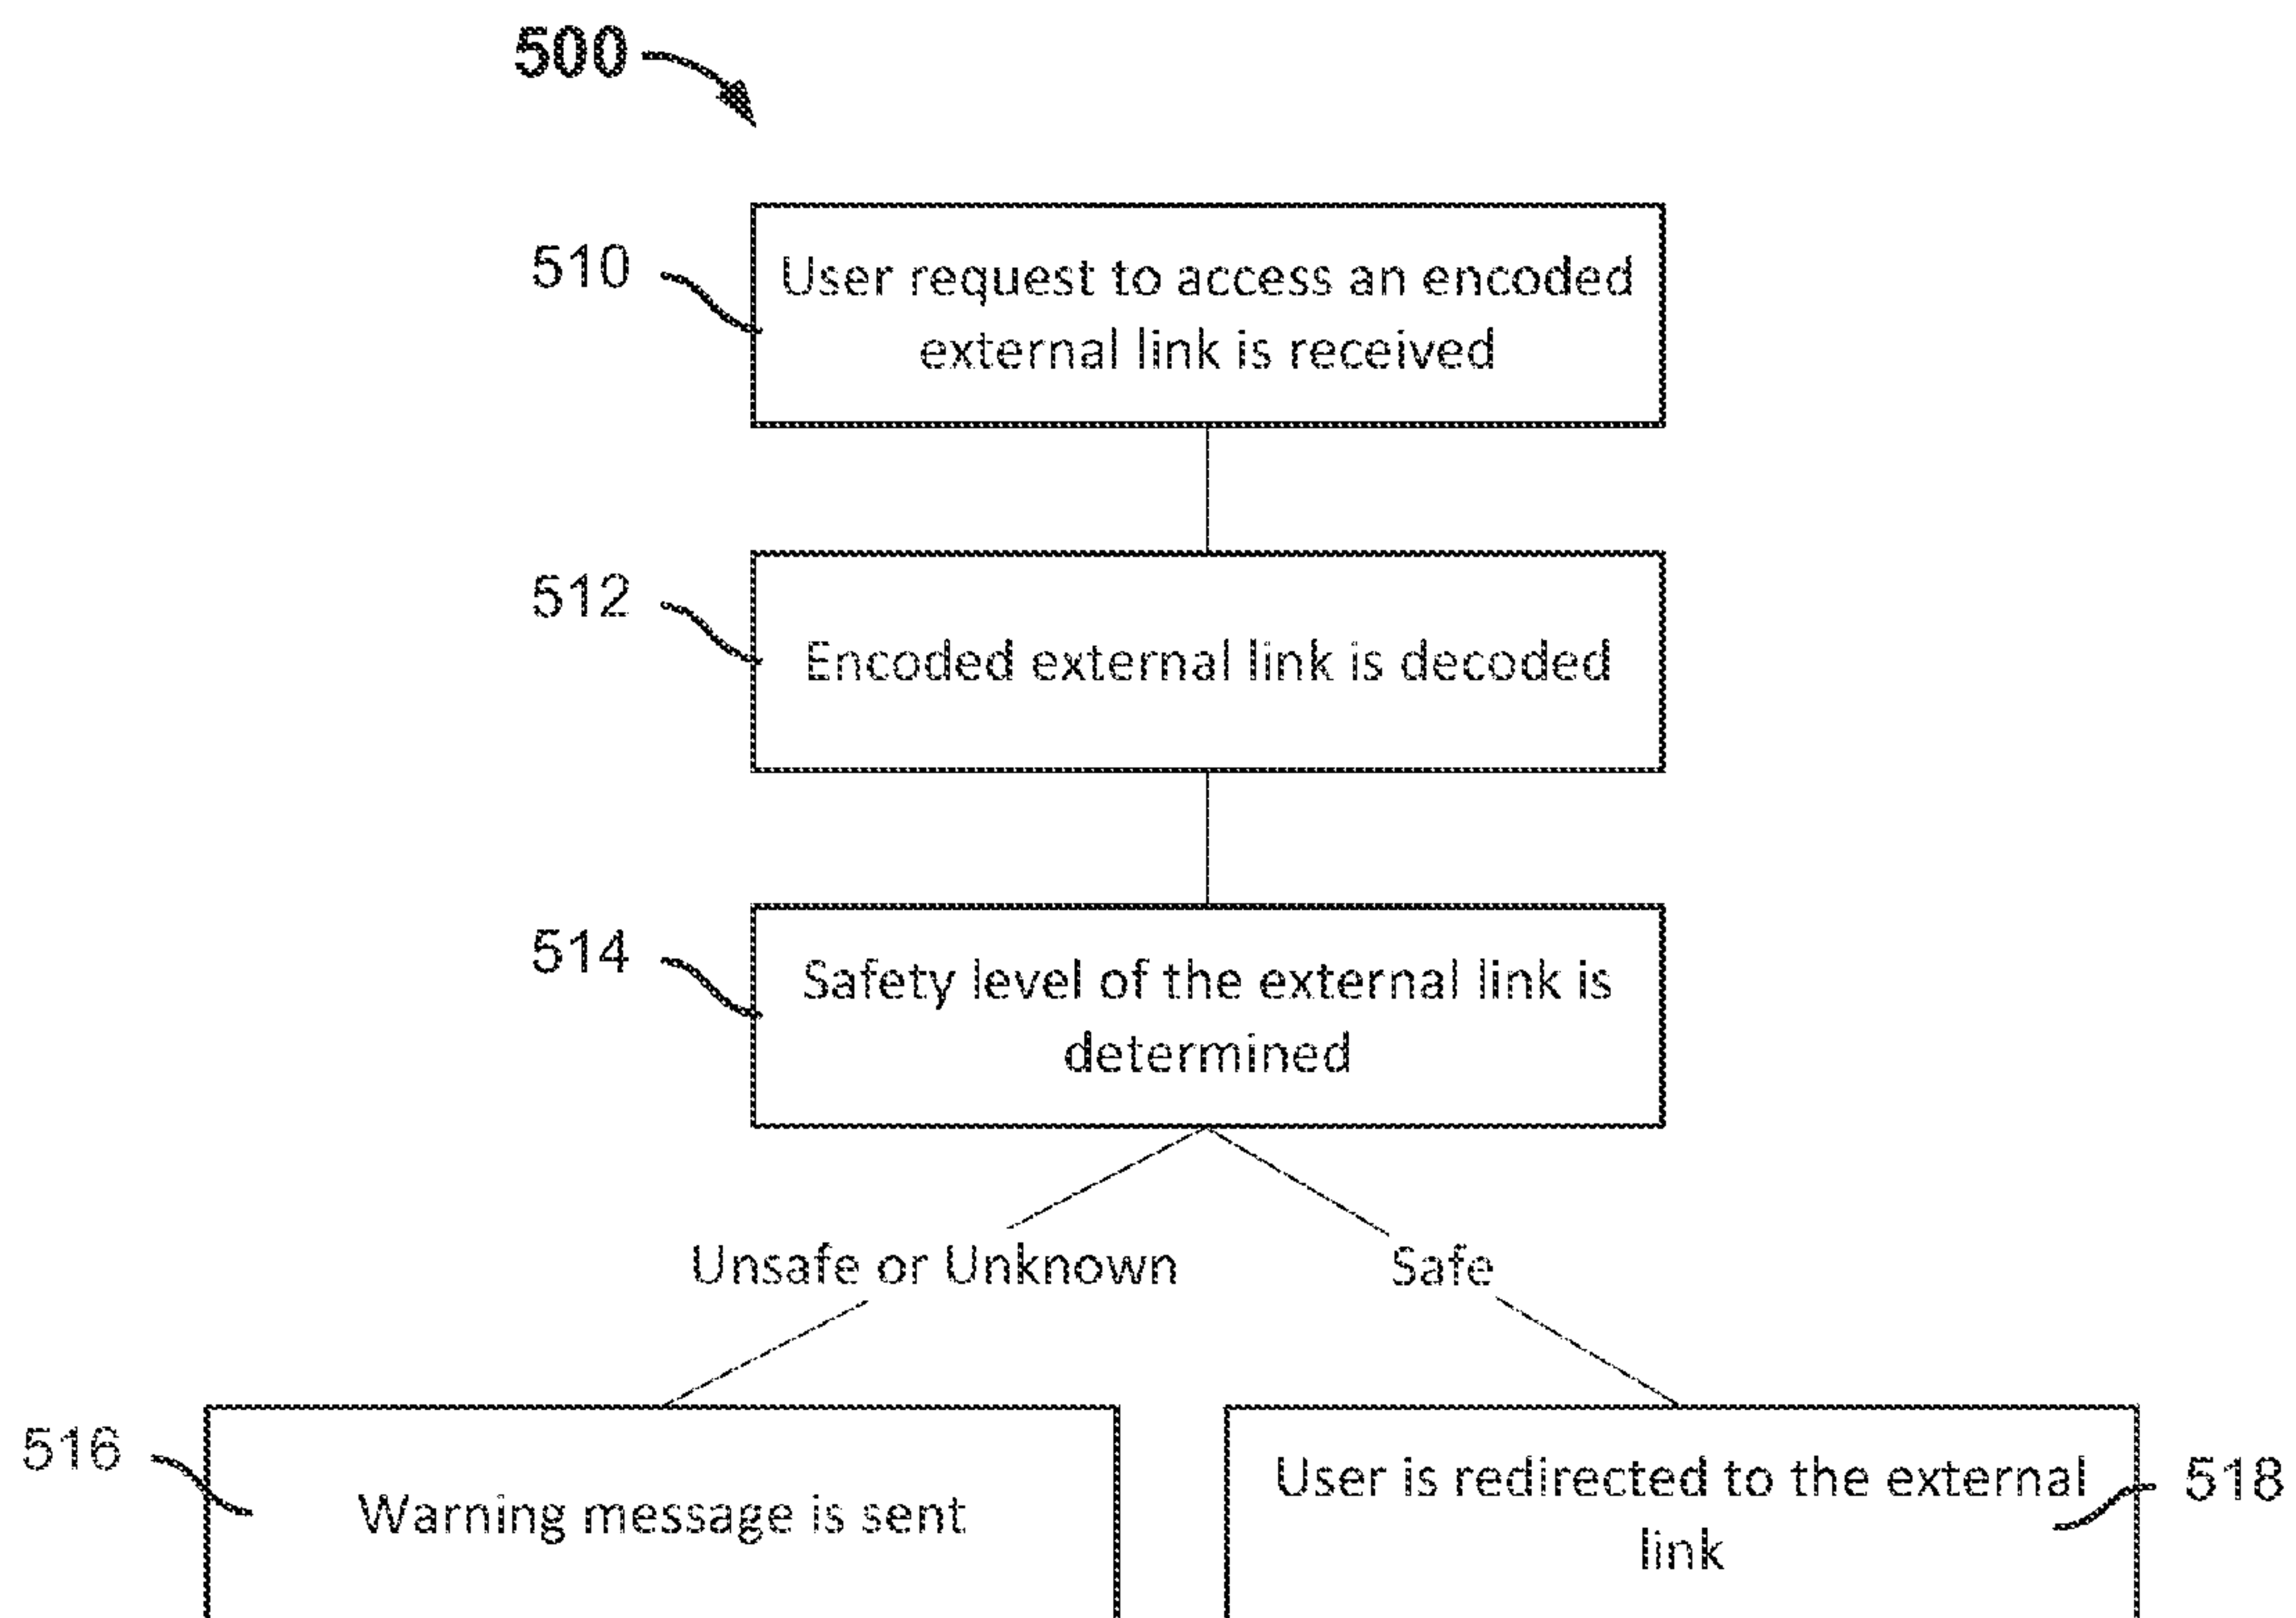 500
510
User request to access an encoded
external link is received
512
Encoded external link is decoded
514
Safety level of the external link is
determined
Unsafe or Unknown
Safe
516
Warning message is sent
User is redirected to the external
link
518